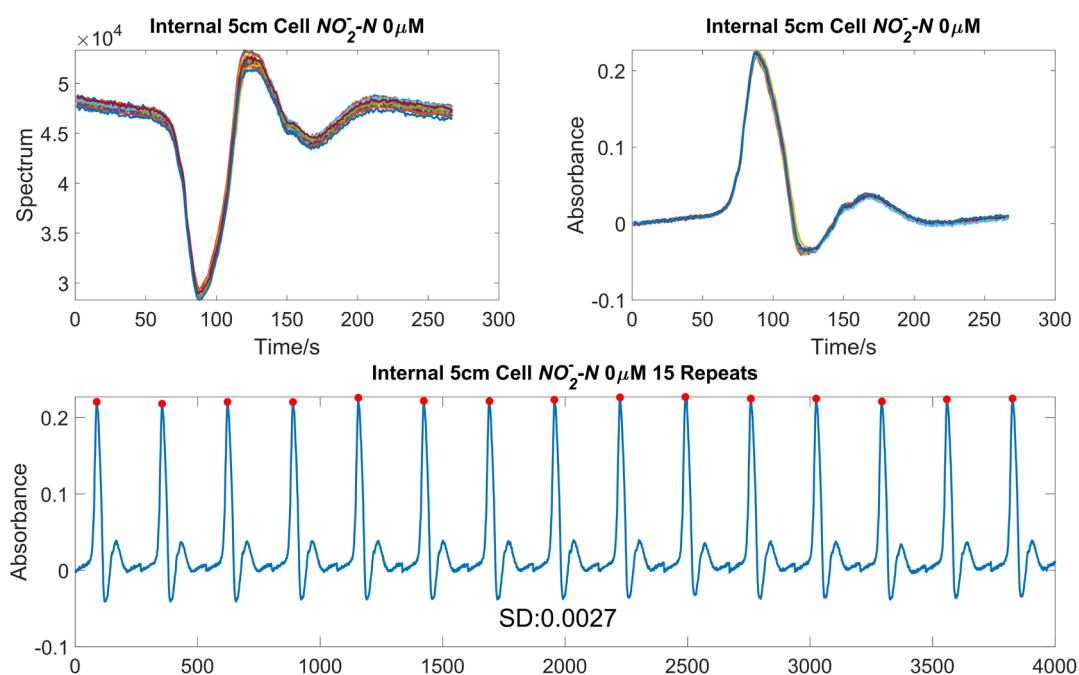 Internal 5cm Cell NO₂⁻-N 0μM
×10⁴
5
4.5
4
3.5
3
Spectrum
0 50 100 150 200 250 300
Time/s
Internal 5cm Cell NO₂⁻-N 0μM
0.2
0.1
0
-0.1
Absorbance
0 50 100 150 200 250 300
Time/s
Internal 5cm Cell NO₂⁻-N 0μM 15 Repeats
0.2
0.1
0
-0.1
Absorbance
SD:0.0027
0 500 1000 1500 2000 2500 3000 3500 4000